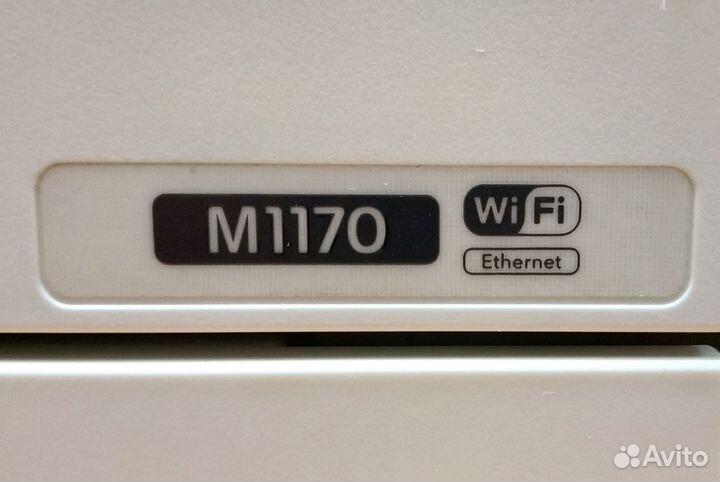 M1170
WiFi
Ethernet
Avito